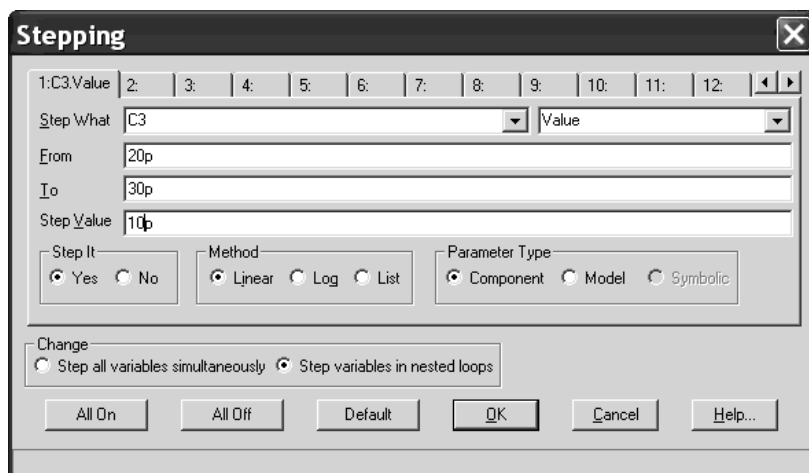 Stepping
1:C3.Value 2: 3: 4: 5: 6: 7: 8: 9: 10: 11: 12:
Step What C3 Value
From 20p
To 30p
Step Value 10p
Step It Method Parameter Type
Yes No Linear Log List Component Model Symbolic
Change
Step all variables simultaneously Step variables in nested loops
All On All Off Default OK Cancel Help...